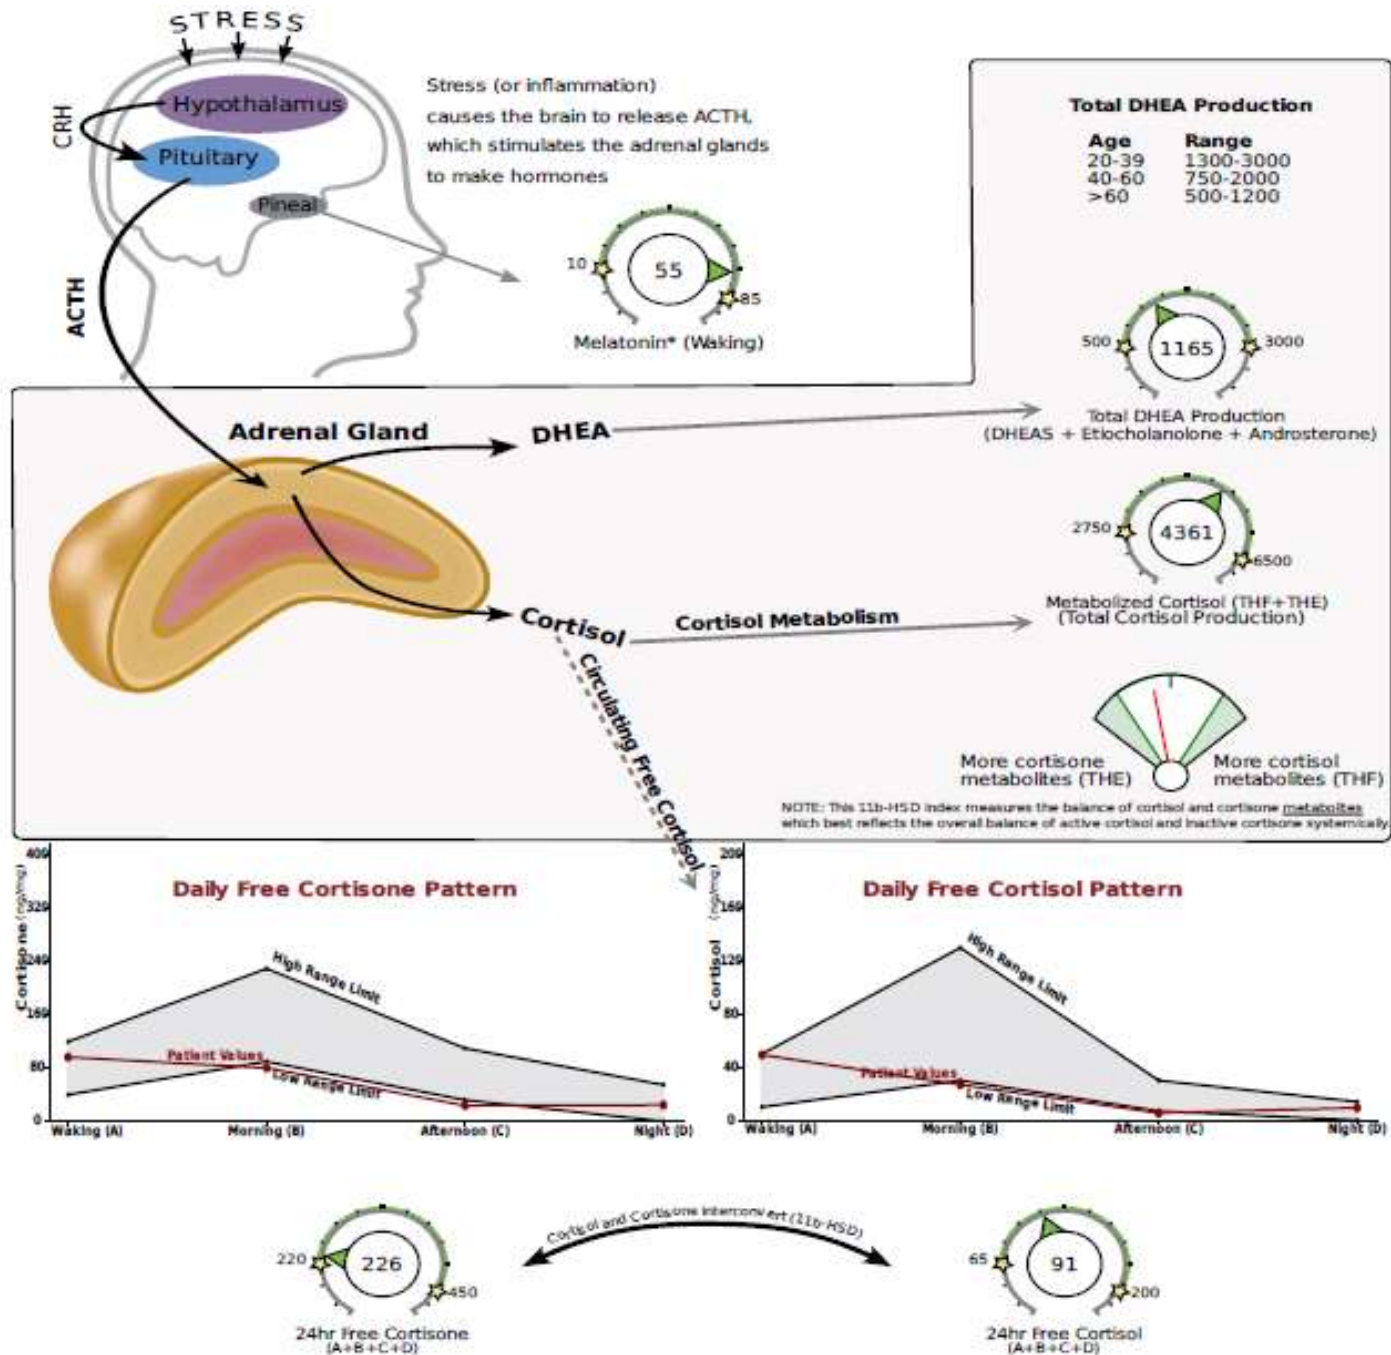 STRESS
Hypothalamus
CRH
Pituitary
Pineal
ACTH
Stress (or inflammation)
causes the brain to release ACTH,
which stimulates the adrenal glands
to make hormones
10
55
85
Melatonin* (Waking)
Total DHEA Production
Age Range
20-39 1300-3000
40-60 750-2000
>60 500-1200
500
1165
3000
Total DHEA Production
(DHEAS + Etiocholanolone + Androsterone)
Adrenal Gland
DHEA
2750
4361
6500
Metabolized Cortisol (THF+THE)
(Total Cortisol Production)
Cortisol
Cortisol Metabolism
Circulating Free Cortisol
More cortisone
metabolites (THE)
More cortisol
metabolites (THF)
NOTE: This 11b-HSD index measures the balance of cortisol and cortisone metabolites
which best reflects the overall balance of active cortisol and inactive cortisone systemically.
Daily Free Cortisone Pattern
Cortisone (ng/mg)
400
320
240
160
80
0
High Range Limit
Patient Values
Low Range Limit
Waking (A)
Morning (B)
Afternoon (C)
Night (D)
Daily Free Cortisol Pattern
Cortisol (ng/mg)
200
160
120
80
40
0
High Range Limit
Patient Values
Low Range Limit
Waking (A)
Morning (B)
Afternoon (C)
Night (D)
220
226
450
24hr Free Cortisone
(A+B+C+D)
Cortisol and Cortisone interconvert (11b-HSD)
65
91
200
24hr Free Cortisol
(A+B+C+D)